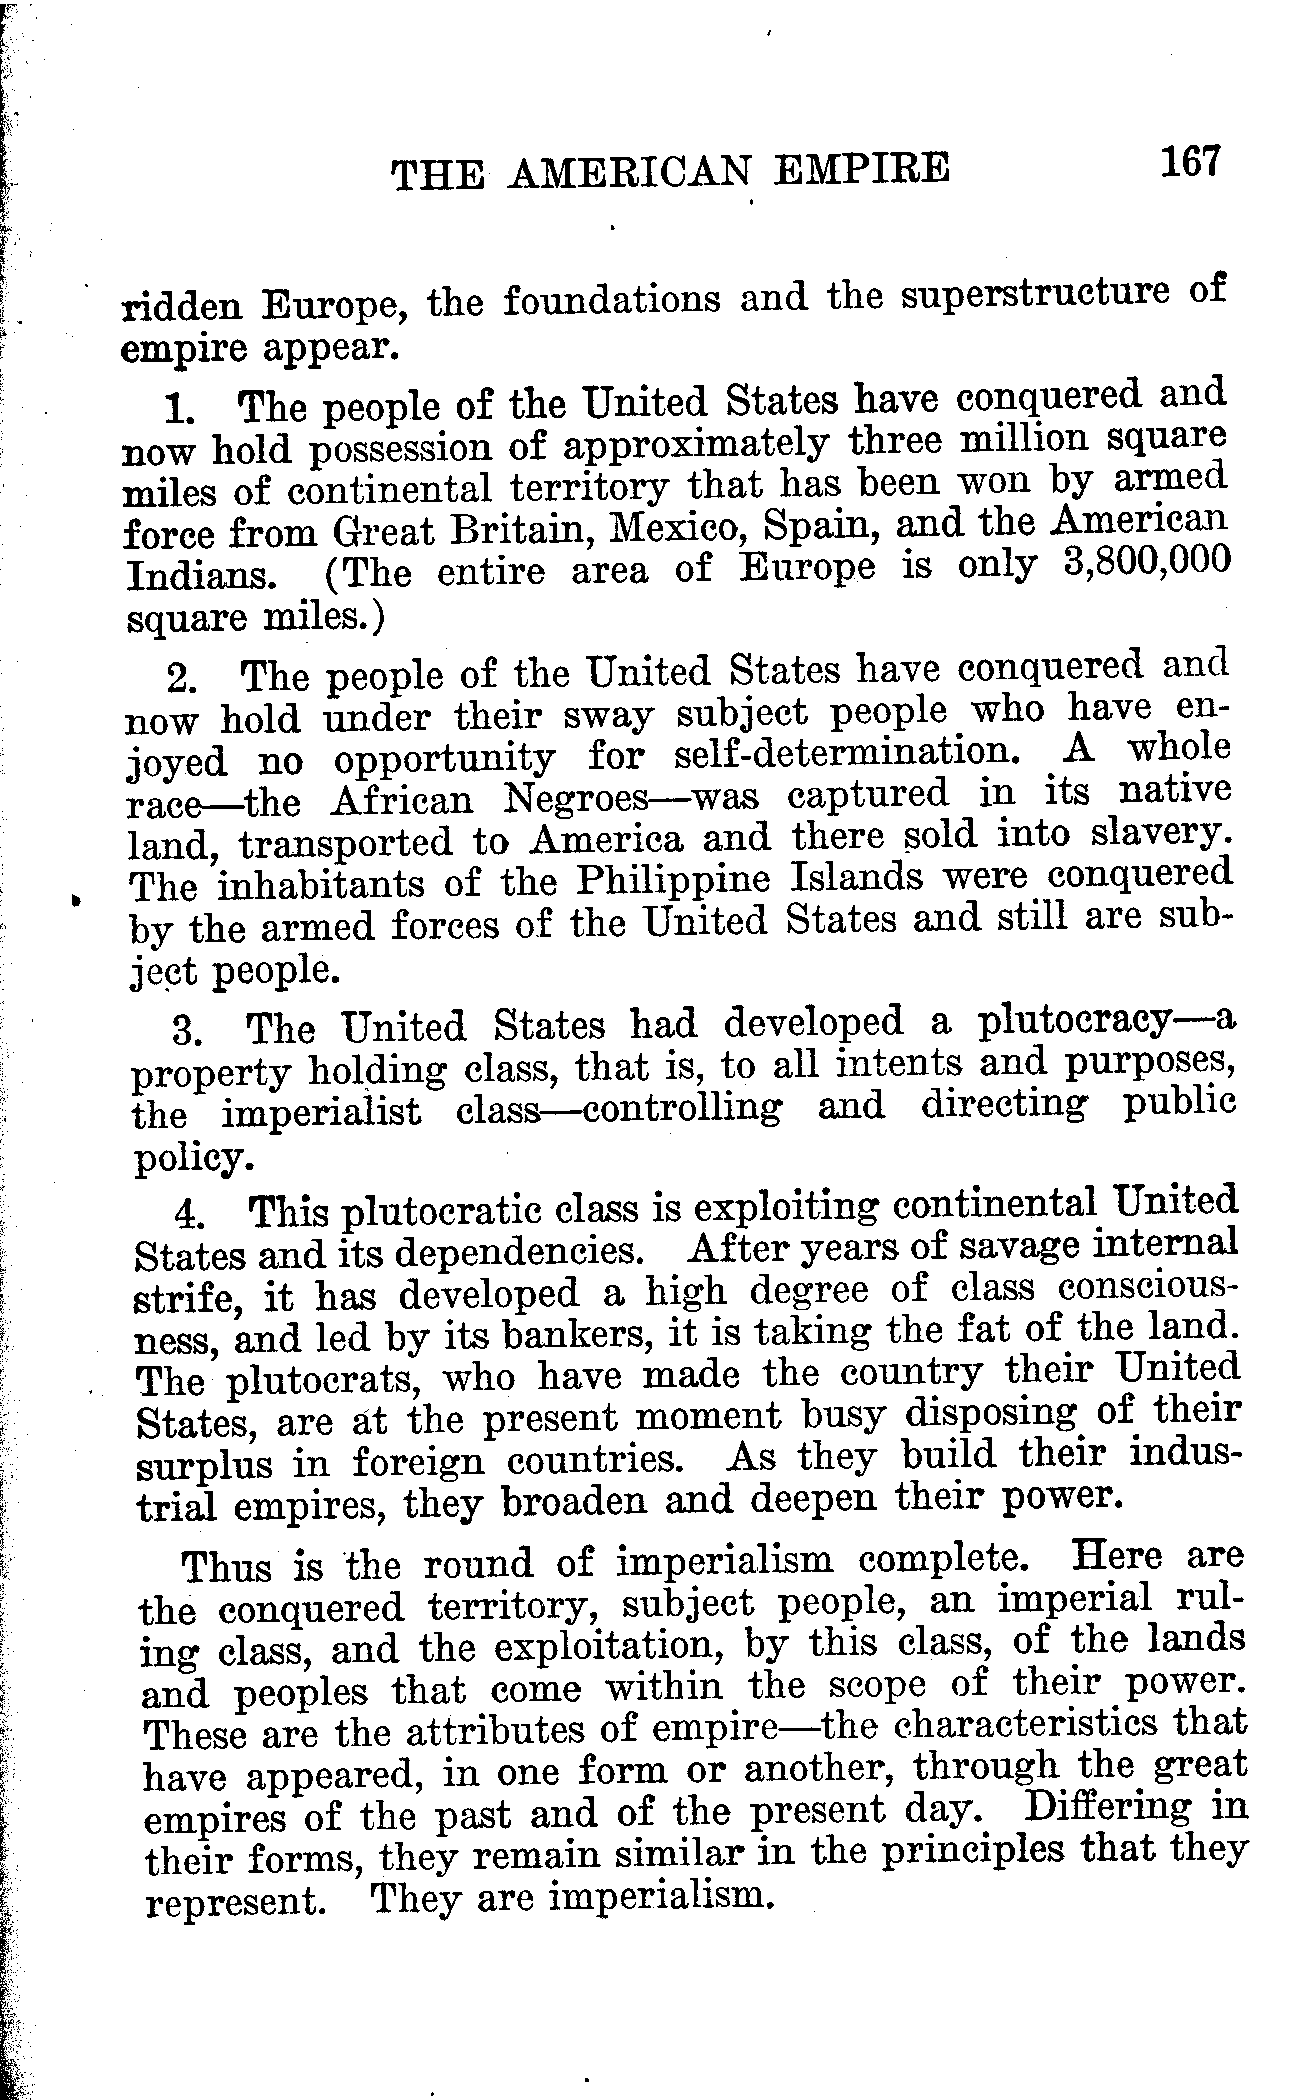 THE AMERICAN EMPIRE 167
ridden Europe, the foundations and the superstructure of
empire appear.
1. The people of the United States have conquered and
now hold possession of approximately three million square
miles of continental territory that has been won by armed
force from Great Britain, Mexico, Spain, and the American
Indians. (The entire area of Europe is only 3,800,000
square miles.)
2. The people of the United States have conquered and
now hold under their sway subject people who have en-
joyed no opportunity for self-determination. A whole
race—the African Negroes—was captured in its native
land, transported to America and there sold into slavery.
The inhabitants of the Philippine Islands were conquered
by the armed forces of the United States and still are sub-
ject people.
3. The United States had developed a plutocracy—a
property holding class, that is, to all intents and purposes,
the imperialist class—controlling and directing public
policy.
4. This plutocratic class is exploiting continental United
States and its dependencies. After years of savage internal
strife, it has developed a high degree of class conscious-
ness, and led by its bankers, it is taking the fat of the land.
The plutocrats, who have made the country their United
States, are at the present moment busy disposing of their
surplus in foreign countries. As they build their indus-
trial empires, they broaden and deepen their power.
Thus is the round of imperialism complete. Here are
the conquered territory, subject people, an imperial rul-
ing class, and the exploitation, by this class, of the lands
and peoples that come within the scope of their power.
These are the attributes of empire—the characteristics that
have appeared, in one form or another, through the great
empires of the past and of the present day. Differing in
their forms, they remain similar in the principles that they
represent. They are imperialism.